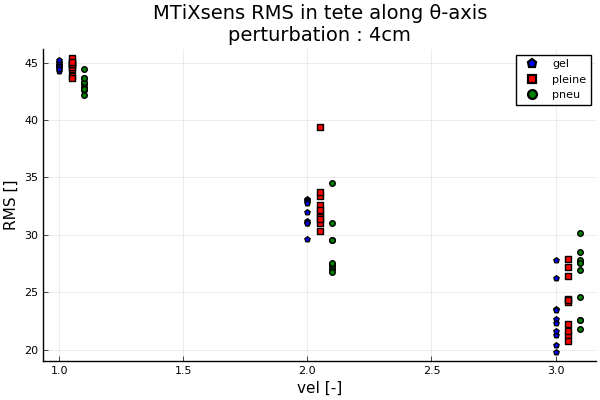 MTiXsens RMS in tete along θ-axis
perturbation : 4cm
gel
pleine
pneu
RMS []
45
40
35
30
25
20
1.0
1.5
2.0
2.5
3.0
vel [-]